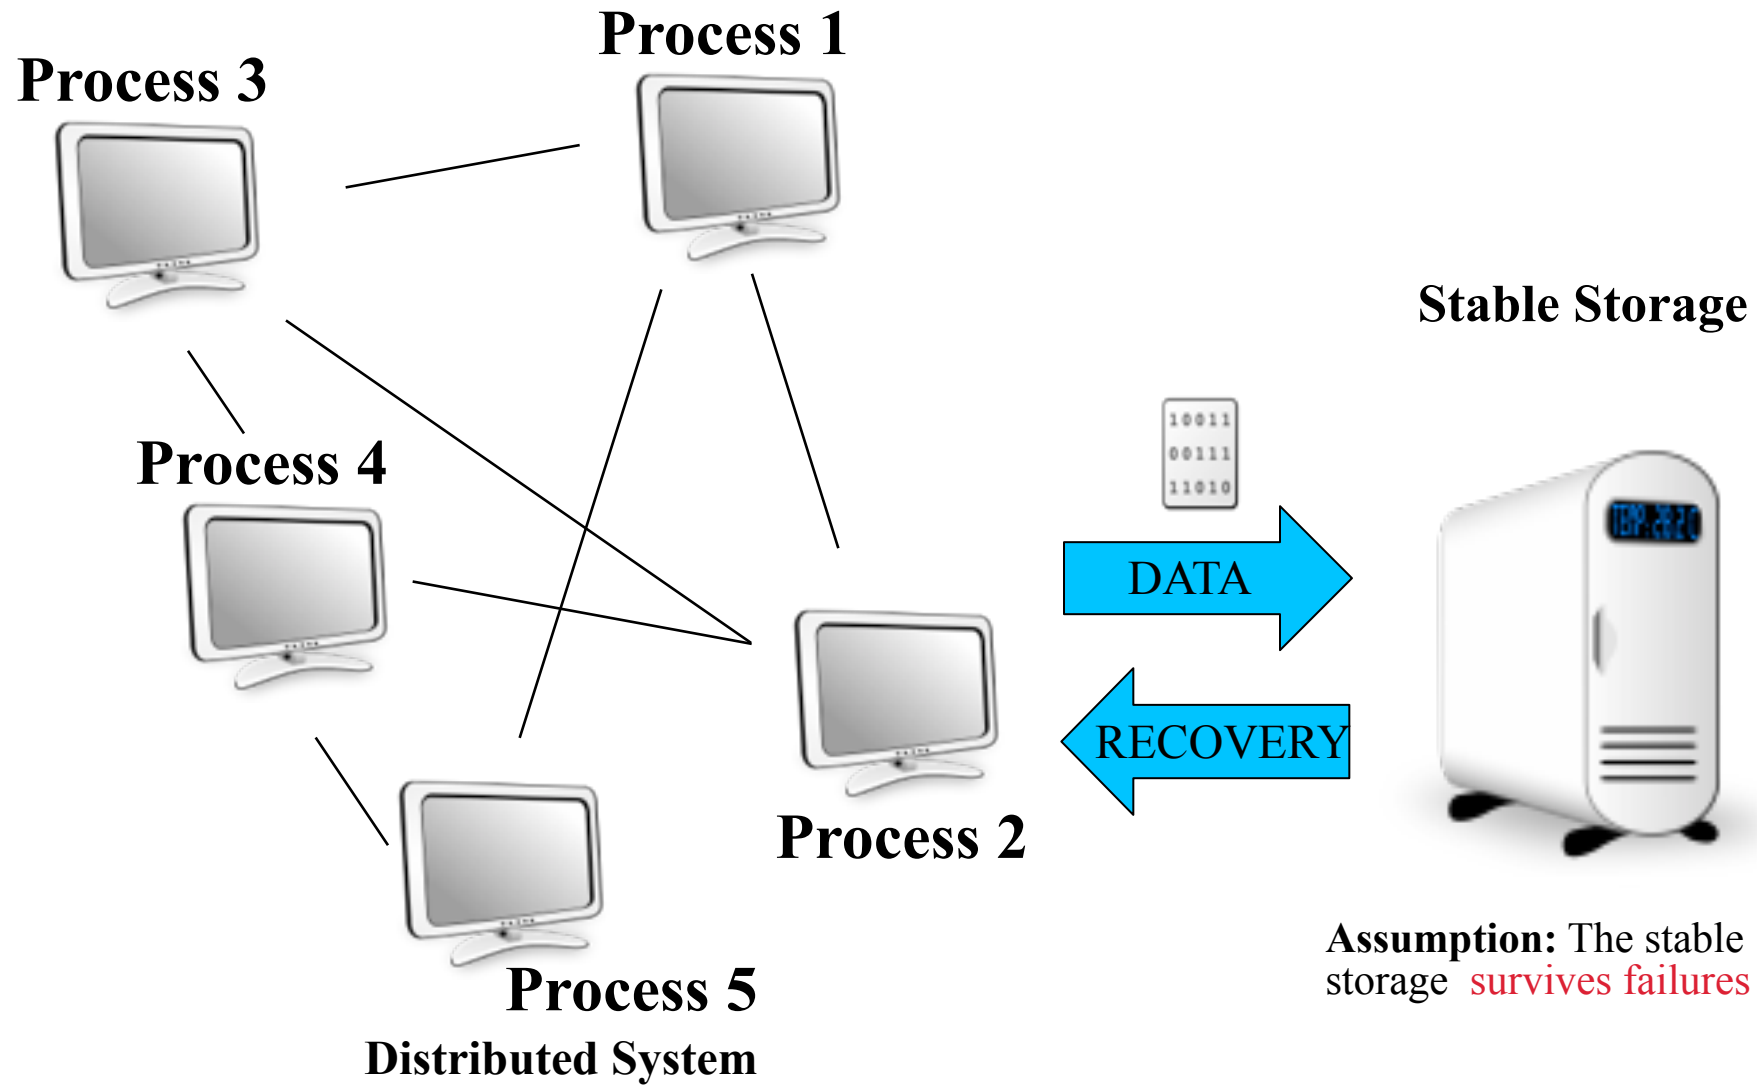 Process 1
Process 3
Stable Storage
10011
00111
11010
Process 4
DATA
RECOVERY
Process 2
Assumption: The stable
storage survives failures
Process 5
Distributed System